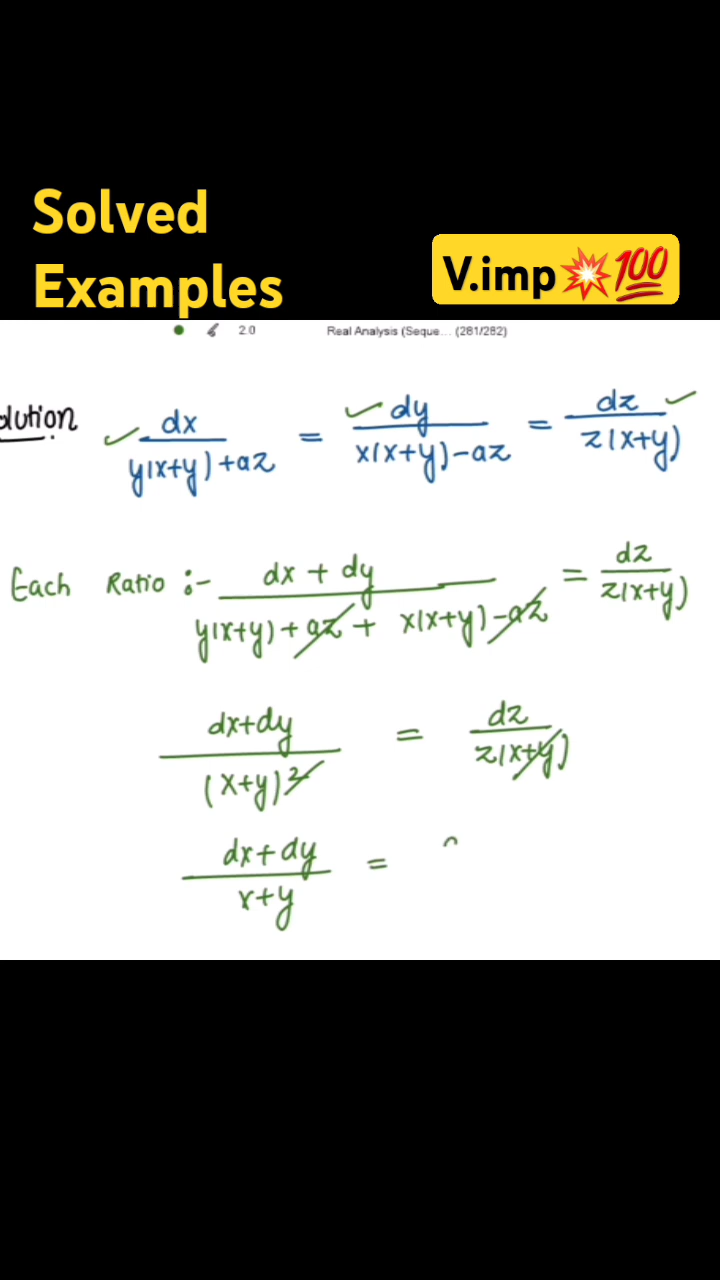 Solved
Examples
V.imp💥💯
2.0 Real Analysis (Seque... (281/282)
olution
dx/(y(x+y)+az) = dy/(x(x+y)-az) = dz/(z(x+y))
Each Ratio :- (dx + dy)/(y(x+y) + az + x(x+y) - az) = dz/(z(x+y))
(dx+dy)/(x+y)² = dz/(z(x+y))
(dx+dy)/(x+y) =